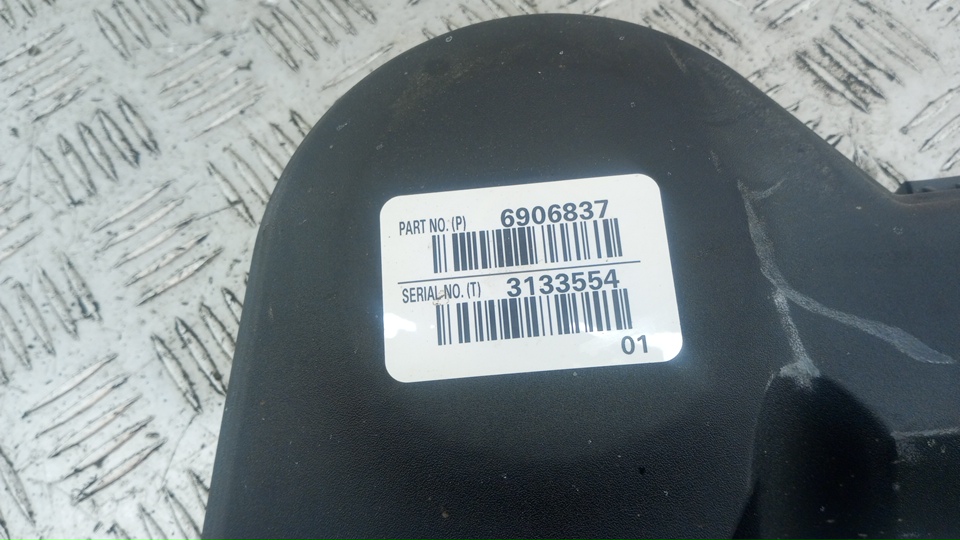 PART NO. (P) 6906837
SERIAL NO. (T) 3133554
01